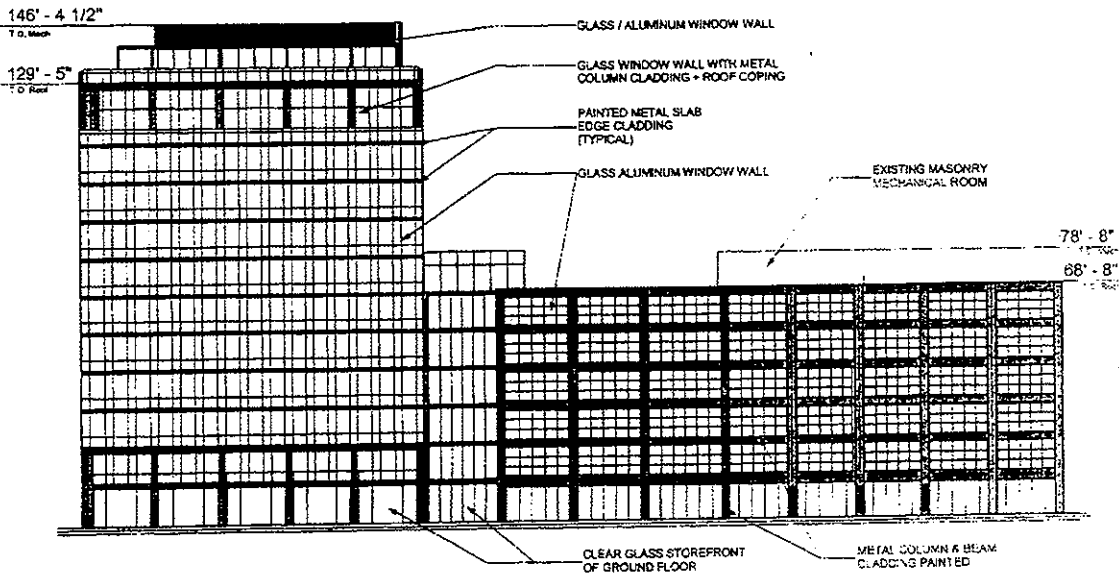 146' - 4 1/2"
T.O. Mech
129' - 5"
T.O. Roof
GLASS / ALUMINUM WINDOW WALL
GLASS WINDOW WALL WITH METAL
COLUMN CLADDING + ROOF COPING
PAINTED METAL SLAB
EDGE CLADDING
(TYPICAL)
GLASS ALUMINUM WINDOW WALL
EXISTING MASONRY
MECHANICAL ROOM
78' - 8"
68' - 8"
CLEAR GLASS STOREFRONT
OF GROUND FLOOR
METAL COLUMN & BEAM
CLADDING PAINTED